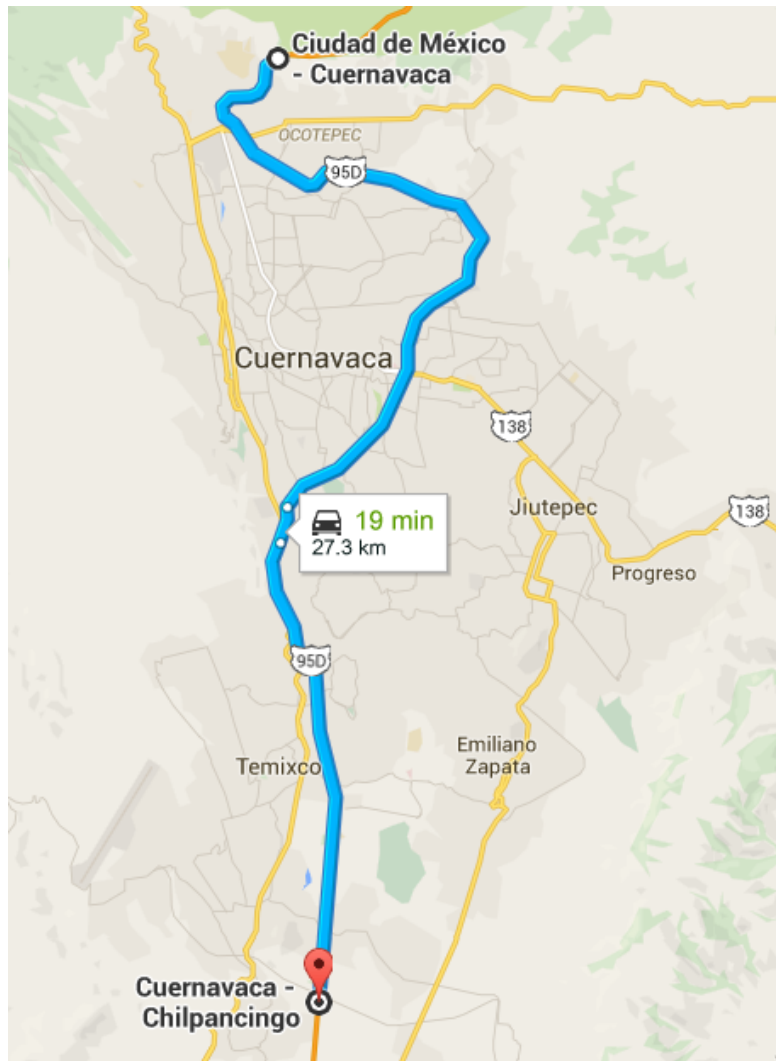 Ciudad de México
- Cuernavaca
OCOTEPEC
95D
Cuernavaca
138
19 min
27.3 km
Jiutepec
138
Progreso
95D
Temixco
Emiliano
Zapata
Cuernavaca -
Chilpancingo